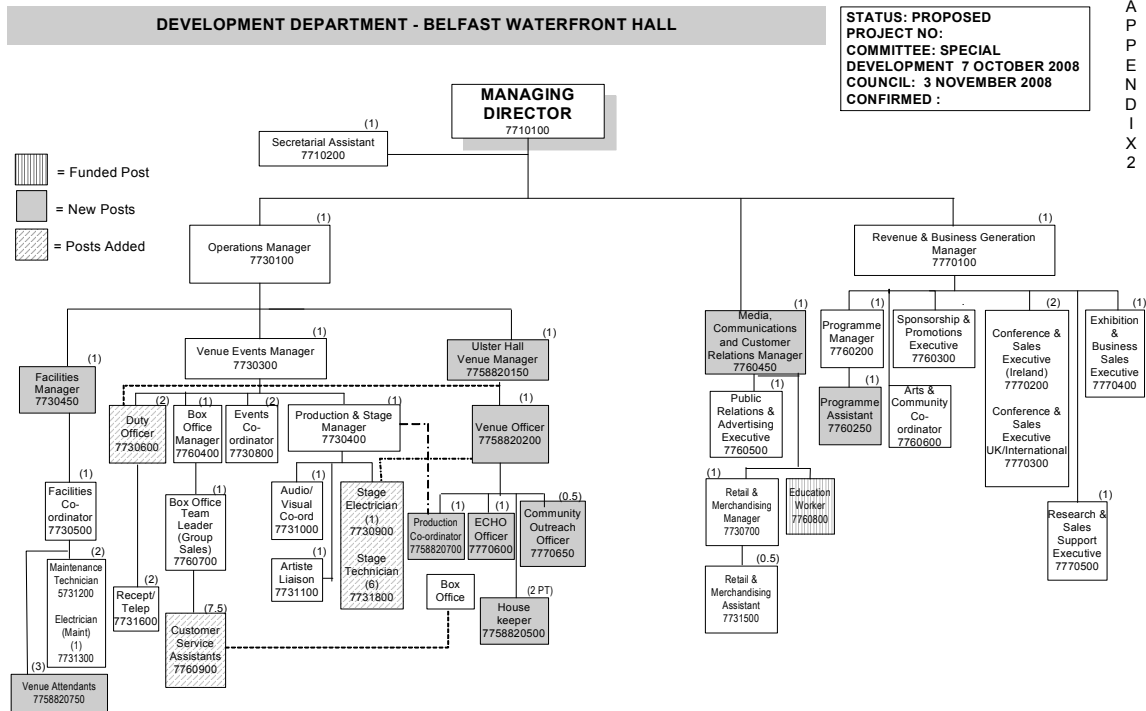 DEVELOPMENT DEPARTMENT - BELFAST WATERFRONT HALL
STATUS: PROPOSED
PROJECT NO:
COMMITTEE: SPECIAL
DEVELOPMENT 7 OCTOBER 2008
COUNCIL: 3 NOVEMBER 2008
CONFIRMED :
A
P
P
E
N
D
I
X
2
MANAGING
DIRECTOR
7710100
(1)
Secretarial Assistant
7710200
= Funded Post
= New Posts
= Posts Added
(1)
Operations Manager
7730100
(1)
Revenue & Business Generation
Manager
7770100
(1)
Facilities
Manager
7730450
(1)
Venue Events Manager
7730300
(1)
Ulster Hall
Venue Manager
7758820150
(1)
Media,
Communications
and Customer
Relations Manager
7760450
(1)
Programme
Manager
7760200
.
Sponsorship &
Promotions
Executive
7760300
(2)
Conference &
Sales
Executive
(Ireland)
7770200
Conference &
Sales
Executive
UK/International
7770300
(1)
Exhibition
&
Business
Sales
Executive
7770400
(2)
Duty
Officer
7730600
(1)
Box
Office
Manager
7760400
(2)
Events
Co-
ordinator
7730800
(1)
Production & Stage
Manager
7730400
(1)
Venue Officer
7758820200
(1)
Public
Relations &
Advertising
Executive
7760500
(1)
Programme
Assistant
7760250
Arts &
Community
Co-
ordinator
7760600
(1)
Facilities
Co-
ordinator
7730500
(1)
Box Office
Team
Leader
(Group
Sales)
7760700
(1)
Audio/
Visual
Co-ord
7731000
Stage
Electrician
(1)
7730900
Stage
Technician
(6)
7731800
(1)
Production
Co-ordinator
7758820700
(1)
ECHO
Officer
7770600
(0.5)
Community
Outreach
Officer
7770650
(1)
Retail &
Merchandising
Manager
7730700
Education
Worker
7760800
(1)
Research &
Sales
Support
Executive
7770500
(2)
Maintenance
Technician
5731200
Electrician
(Maint)
(1)
7731300
(2)
Recept/
Telep
7731600
(1)
Artiste
Liaison
7731100
Box
Office
(2 PT)
House
keeper
7758820500
(0.5)
Retail &
Merchandising
Assistant
7731500
(7.5)
Customer
Service
Assistants
7760900
(3)
Venue Attendants
7758820750